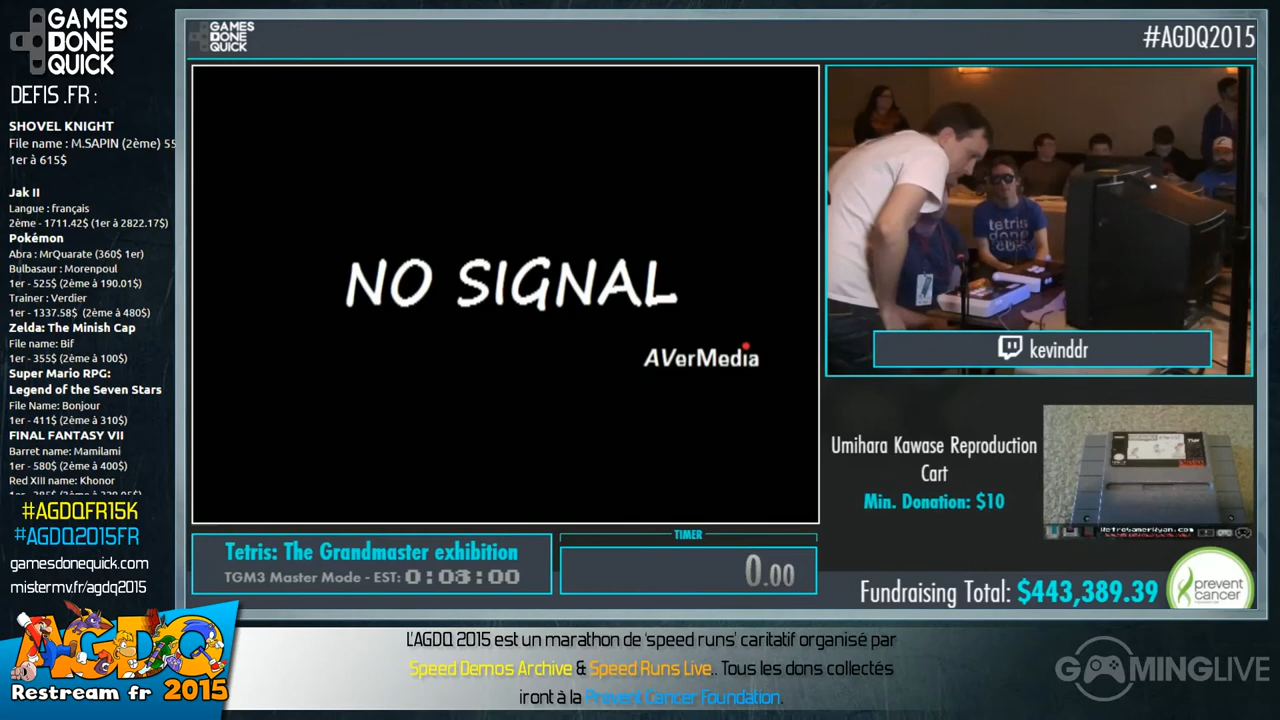 GAMES
DONE
QUICK
DEFIS .FR :
SHOVEL KNIGHT
File name : M.SAPIN (2ème) 55
1er à 615$
Jak II
Langue : français
2ème - 1711.42$ (1er à 2822.17$)
Pokémon
Abra : MrQuarate (360$ 1er)
Bulbasaur : Morenpoul
1er - 525$ (2ème à 190.01$)
Trainer : Verdier
1er - 1337.58$ (2ème à 480$)
Zelda: The Minish Cap
File name: Bif
1er - 355$ (2ème à 100$)
Super Mario RPG:
Legend of the Seven Stars
File Name: Bonjour
1er - 411$ (2ème à 310$)
FINAL FANTASY VII
Barret name: Mamilami
1er - 580$ (2ème à 400$)
Red XIII name: Khonor
#AGDQFR15K
#AGDQ2015FR
gamesdonequick.com
mistermv.fr/agdq2015
AGDQ
Restream fr 2015
GAMES
DONE
QUICK
#AGDQ2015
NO SIGNAL
AVerMedia
tetris
done
quick
kevinddr
Umihara Kawase Reproduction
Cart
Min. Donation: $10
RetroGamerRyan.com
Tetris: The Grandmaster exhibition
TGM3 Master Mode - EST: 0:08:00
TIMER
0.00
Fundraising Total: $443,389.39
prevent
cancer
L'AGDQ 2015 est un marathon de 'speed runs' caritatif organisé par
Speed Demos Archive & Speed Runs Live.. Tous les dons collectés
iront à la Prevent Cancer Foundation.
GAMINGLIVE